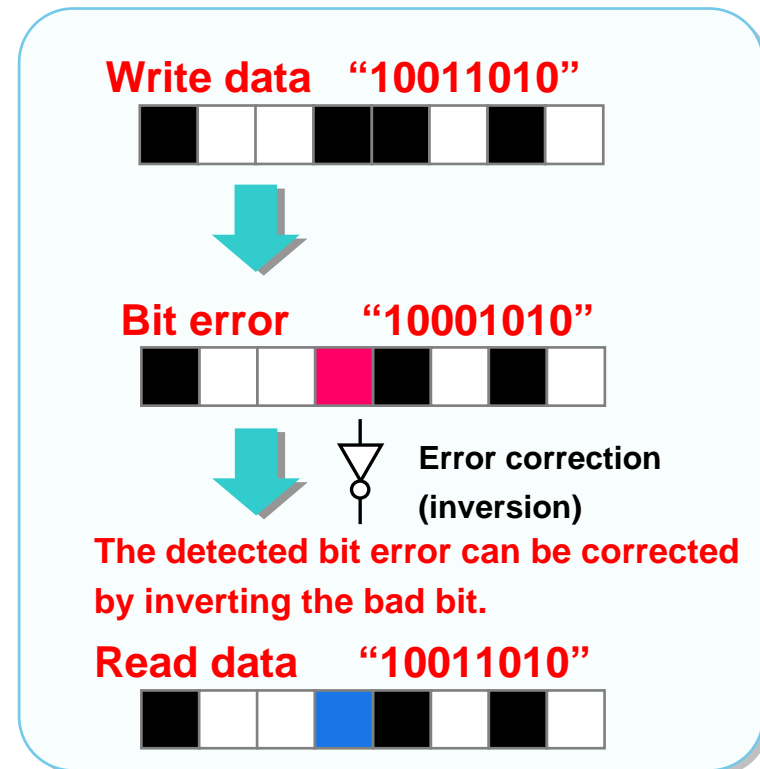 Write data “10011010”
Bit error “10001010”
Error correction
(inversion)
The detected bit error can be corrected
by inverting the bad bit.
Read data “10011010”